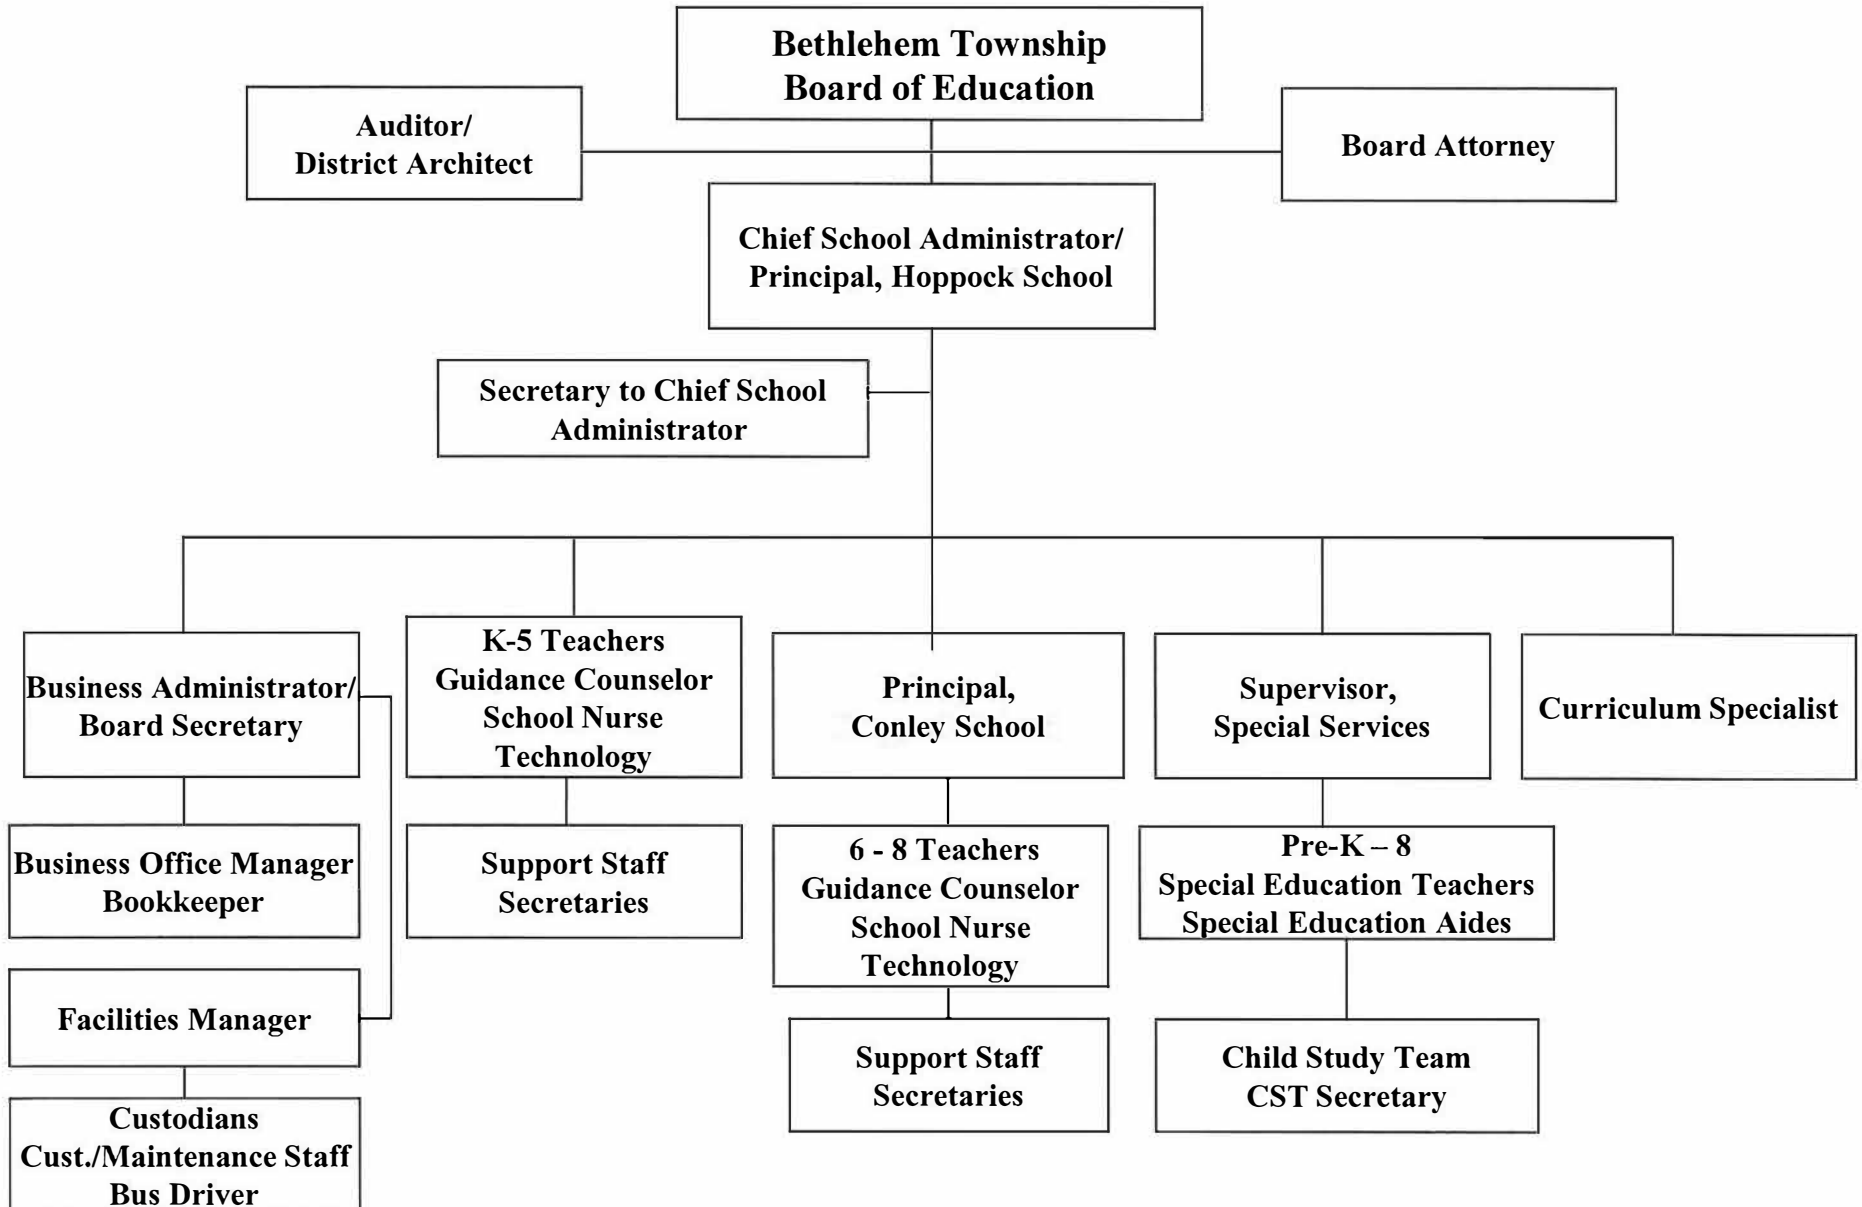 Bethlehem Township
Board of Education
Auditor/
District Architect
Board Attorney
Chief School Administrator/
Principal, Hoppock School
Secretary to Chief School
Administrator
Business Administrator/
Board Secretary
K-5 Teachers
Guidance Counselor
School Nurse
Technology
Principal,
Conley School
Supervisor,
Special Services
Curriculum Specialist
Business Office Manager
Bookkeeper
Support Staff
Secretaries
6 - 8 Teachers
Guidance Counselor
School Nurse
Technology
Pre-K – 8
Special Education Teachers
Special Education Aides
Facilities Manager
Support Staff
Secretaries
Child Study Team
CST Secretary
Custodians
Cust./Maintenance Staff
Bus Driver